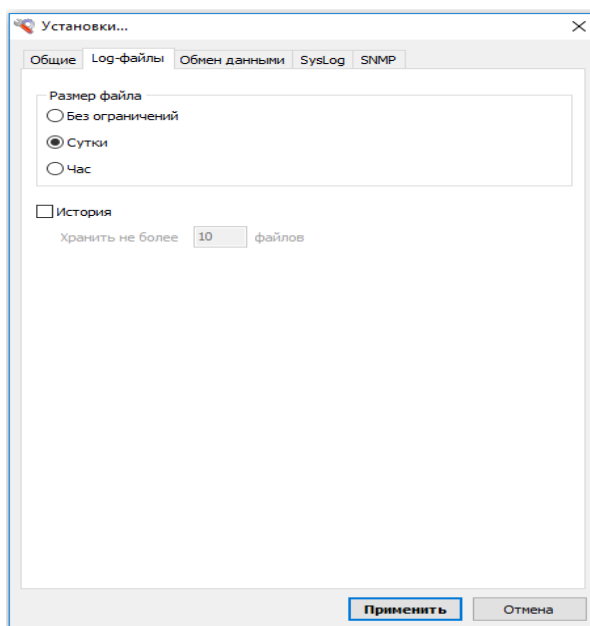 Установки...
Общие Log-файлы Обмен данными SysLog SNMP
Размер файла
Без ограничений
Сутки
Час
История
Хранить не более 10 файлов
Применить Отмена